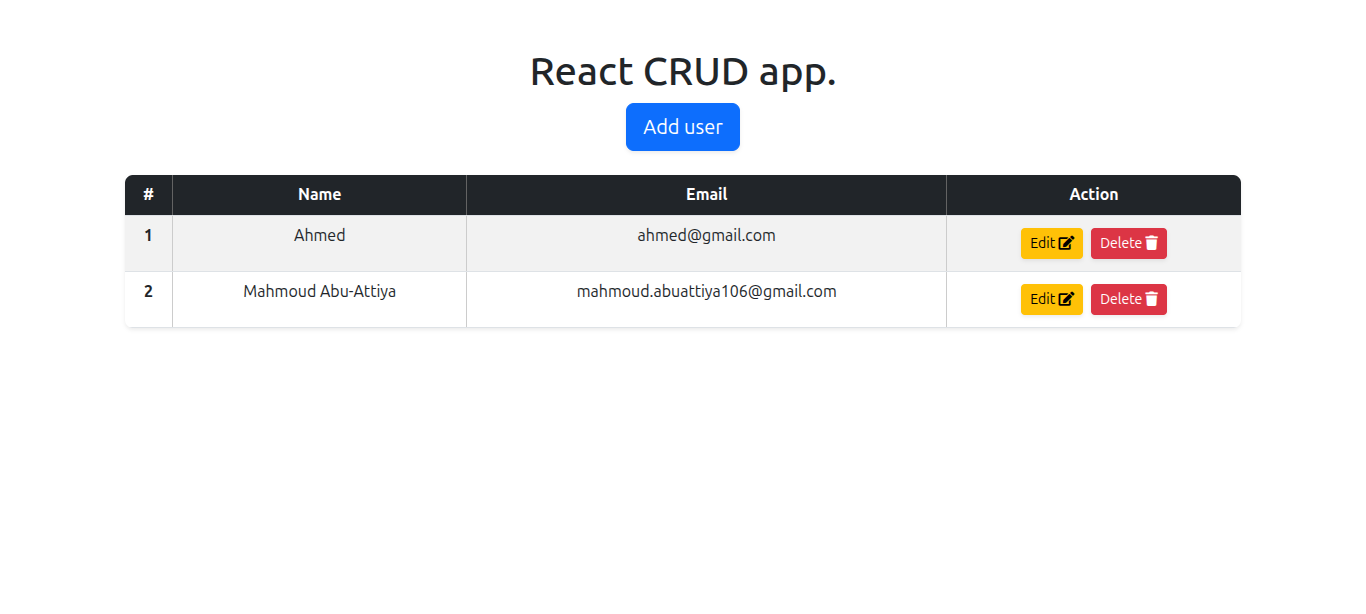 React CRUD app.
Add user
# Name Email Action
1 Ahmed ahmed@gmail.com Edit Delete
2 Mahmoud Abu-Attiya mahmoud.abuattiya106@gmail.com Edit Delete